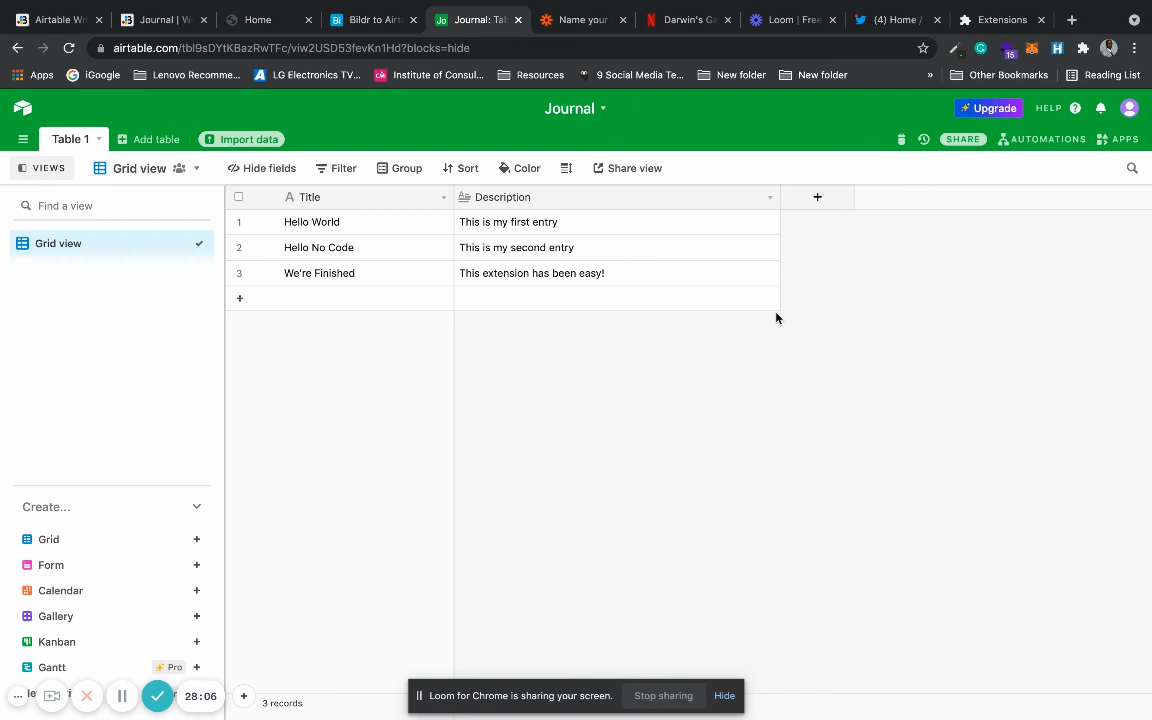 Airtable Wri
Journal | W
Home
Bildr to Airt
Journal: Tab
Name your
Darwin's Ga
Loom | Free
(4) Home /
Extensions
airtable.com/tbl9sDYtKBazRwTFc/viw2USD53fevKn1Hd?blocks=hide
15
Apps
iGoogle
Lenovo Recomme...
LG Electronics TV...
Institute of Consul...
Resources
9 Social Media Te...
New folder
New folder
»
Other Bookmarks
Reading List
Journal
Upgrade
HELP
Table 1
Add table
Import data
SHARE
AUTOMATIONS
APPS
VIEWS
Grid view
Hide fields
Filter
Group
Sort
Color
Share view
Find a view
Title
Description
1 Hello World This is my first entry
Grid view
2 Hello No Code This is my second entry
3 We're Finished This extension has been easy!
Create...
Grid
Form
Calendar
Gallery
Kanban
Gantt
Pro
28:06
3 records
Loom for Chrome is sharing your screen.
Stop sharing
Hide